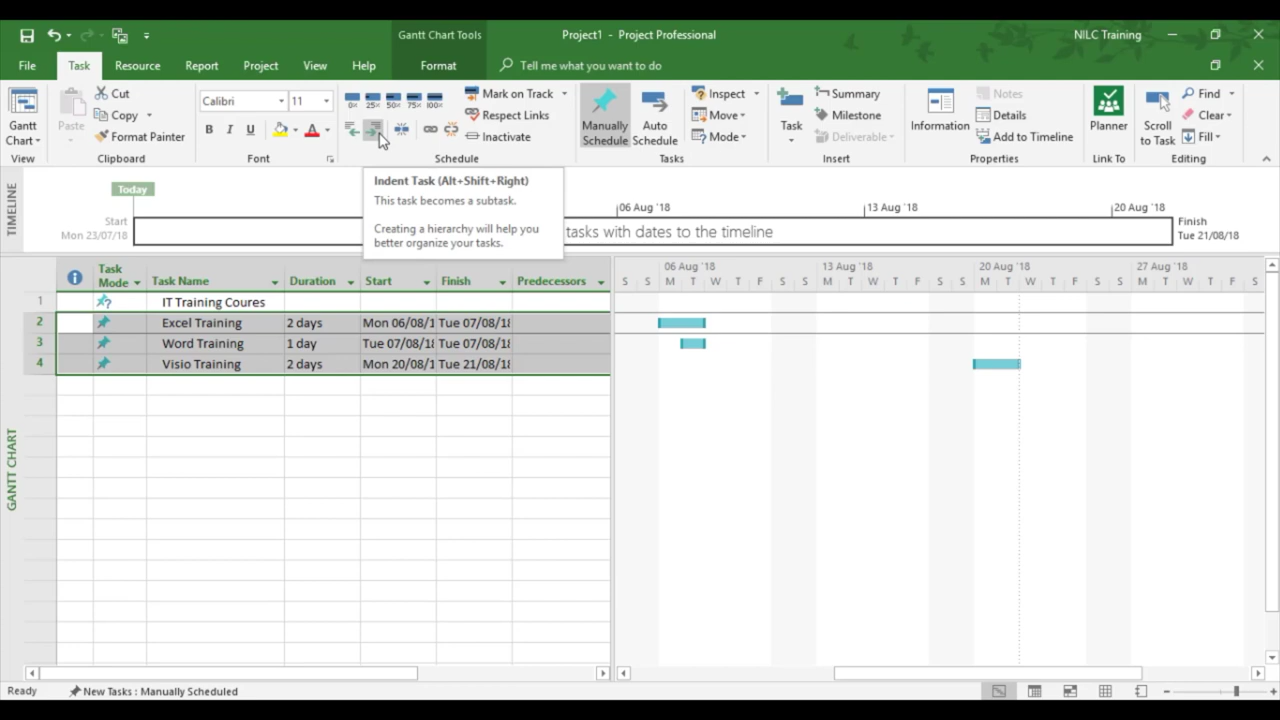 Gantt Chart Tools
Project1 - Project Professional
NILC Training
File Task Resource Report Project View Help Format Tell me what you want to do
Gantt Chart
View
Paste
Cut
Copy
Format Painter
Clipboard
Calibri 11
B I U A
Font
0% 25% 50% 75% 100%
Mark on Track
Respect Links
Inactivate
Schedule
Manually Schedule
Auto Schedule
Inspect
Move
Mode
Tasks
Task
Summary
Milestone
Deliverable
Insert
Information
Notes
Details
Add to Timeline
Properties
Planner
Link To
Scroll to Task
Find
Clear
Fill
Editing
Indent Task (Alt+Shift+Right)
This task becomes a subtask.
Creating a hierarchy will help you
better organize your tasks.
TIMELINE
Today
Start
Mon 23/07/18
06 Aug '18 13 Aug '18 20 Aug '18
tasks with dates to the timeline
Finish
Tue 21/08/18
GANTT CHART
Task Mode Task Name Duration Start Finish Predecessors
1 IT Training Coures
2 Excel Training 2 days Mon 06/08/1 Tue 07/08/18
3 Word Training 1 day Tue 07/08/18 Tue 07/08/18
4 Visio Training 2 days Mon 20/08/1 Tue 21/08/18
06 Aug '18 13 Aug '18 20 Aug '18 27 Aug '18
S S M T W T F S S M T W T F S S M T W T F S S M T W T F S
Ready New Tasks : Manually Scheduled